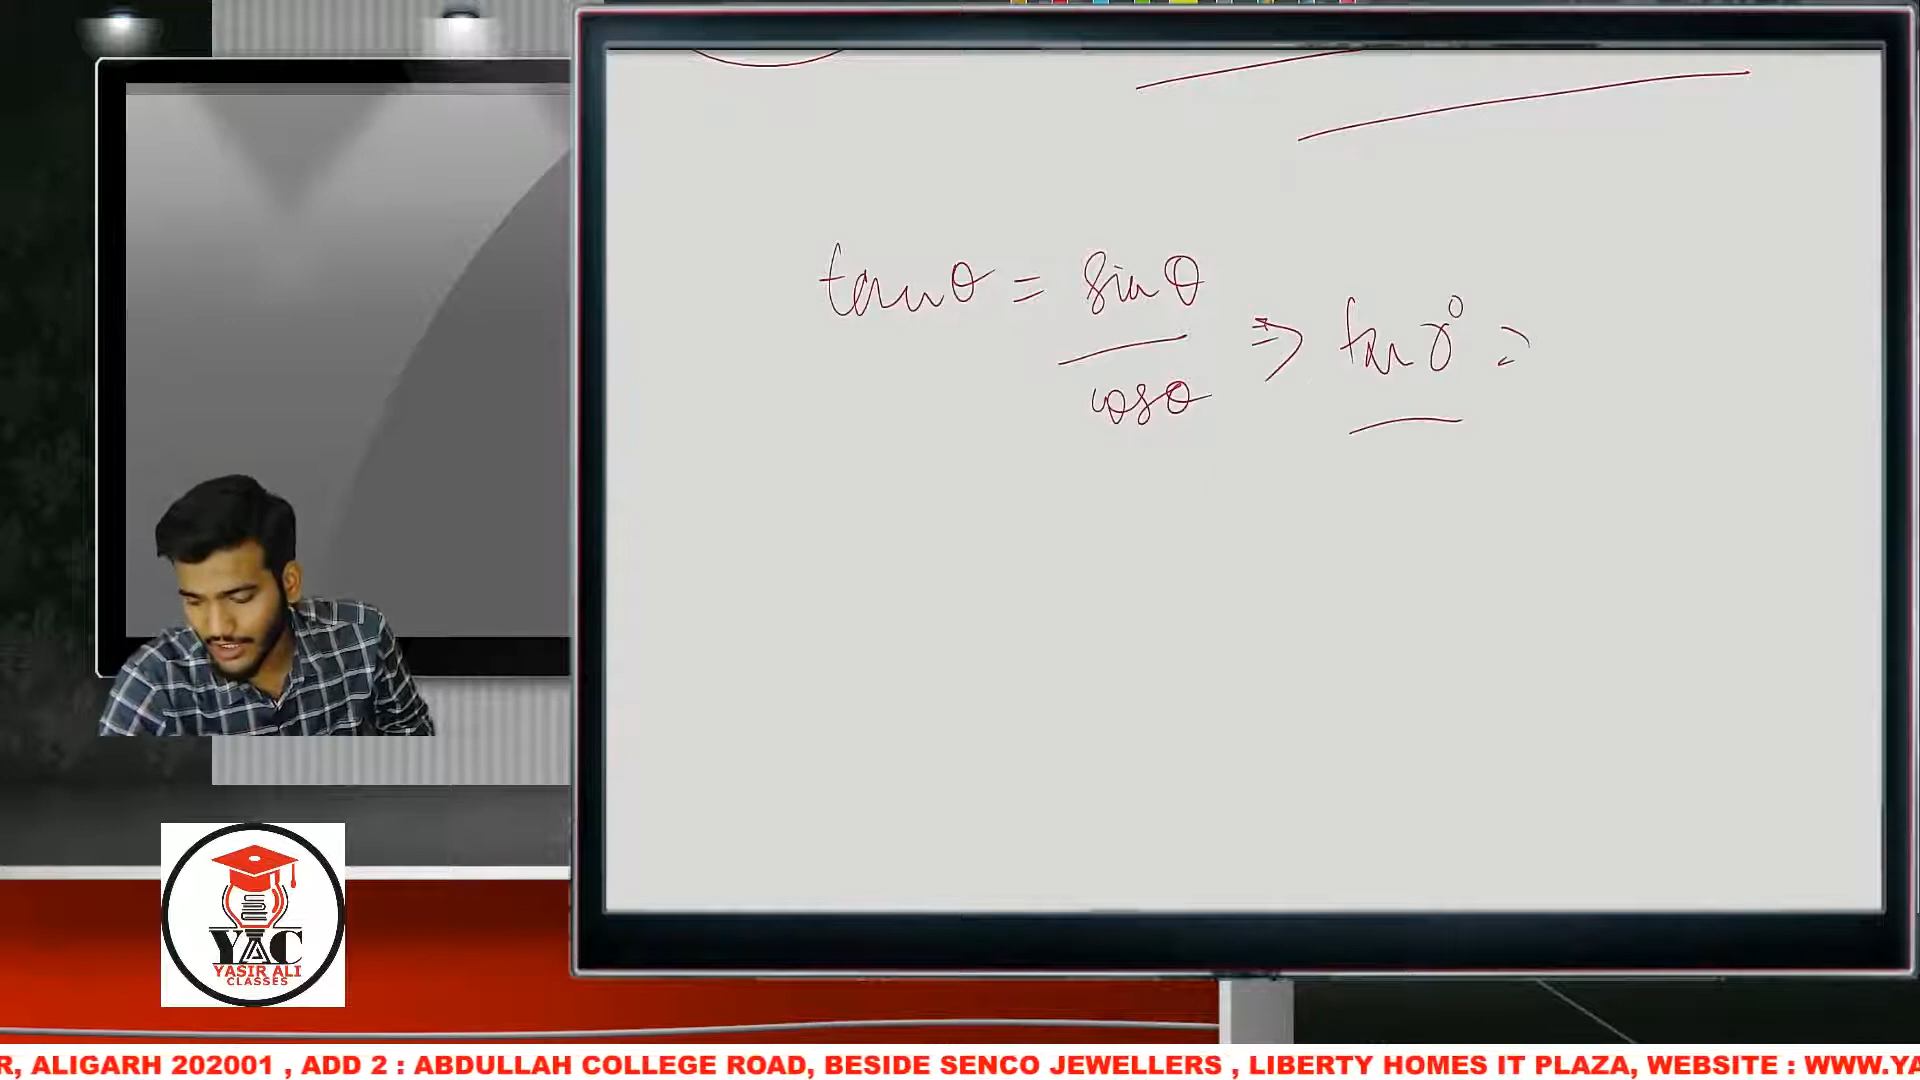 tanθ = sinθ
cosθ
⇒ tan 0° =
YAC
YASIR ALI
CLASSES
R, ALIGARH 202001 , ADD 2 : ABDULLAH COLLEGE ROAD, BESIDE SENCO JEWELLERS , LIBERTY HOMES IT PLAZA, WEBSITE : WWW.YA